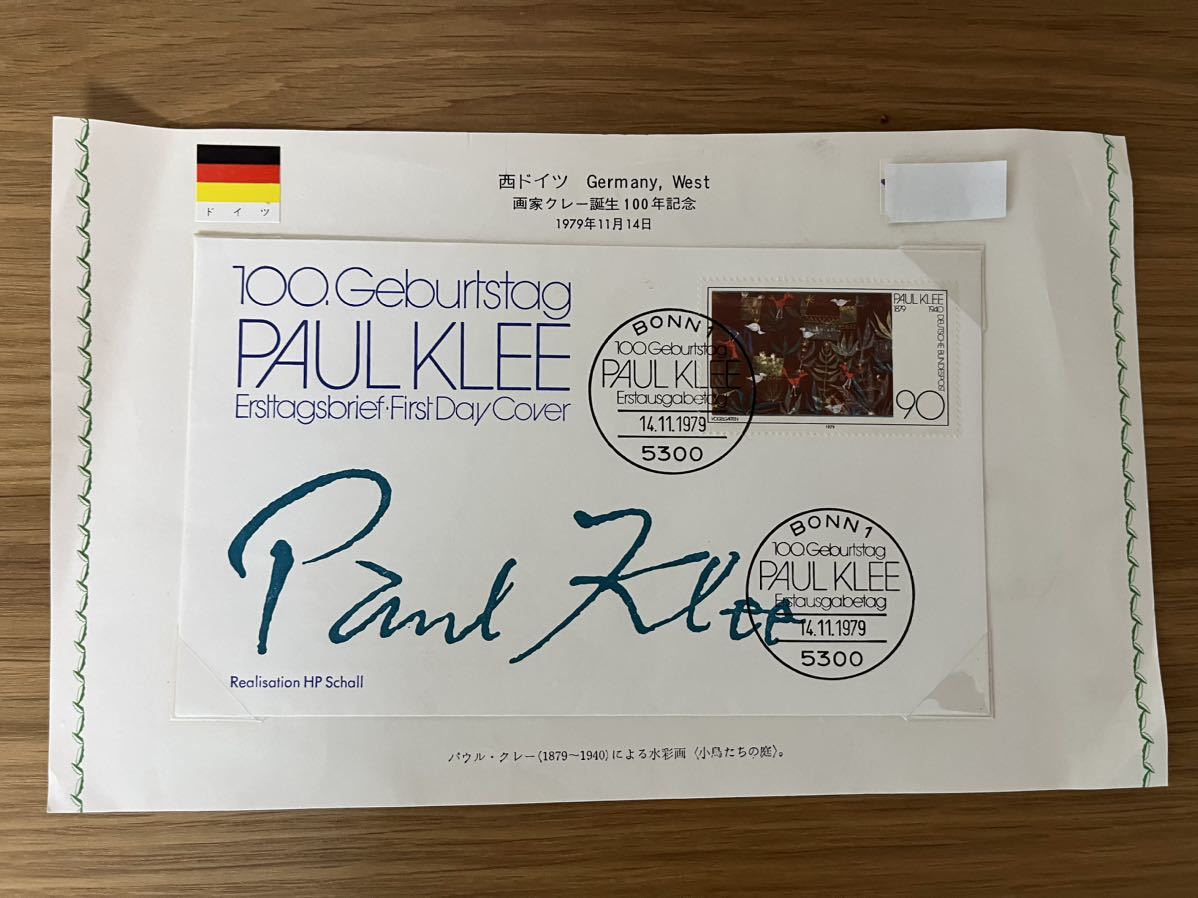 ドイツ
西ドイツ Germany, West
画家クレー誕生100年記念
1979年11月14日
100. Geburtstag
PAUL KLEE
Ersttagsbrief · First Day Cover
PAUL KLEE
1879 1940
DEUTSCHE BUNDESPOST
90
VOGELGARTEN
1979
BONN 1
100. Geburtstag
PAUL KLEE
Erstausgabetag
14.11.1979
5300
Paul Klee
BONN 1
100. Geburtstag
PAUL KLEE
Erstausgabetag
14.11.1979
5300
Realisation HP Schall
パウル・クレー(1879〜1940)による水彩画〈小鳥たちの庭〉。